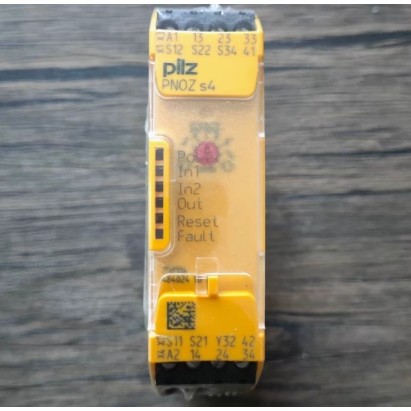 A1 13 23 33
S12 S22 S34 41
pilz
PNOZ s4
In1
In2
Out
Reset
Fault
S11 S21 Y32 42
A2 14 24 34